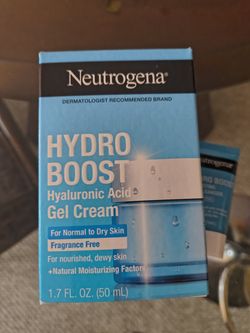 Neutrogena®
DERMATOLOGIST RECOMMENDED BRAND
HYDRO
BOOST
Hyaluronic Acid
Gel Cream
For Normal to Dry Skin
Fragrance Free
For nourished, dewy skin
+Natural Moisturizing Factors
1.7 FL. OZ. (50 mL)
Neutrogena